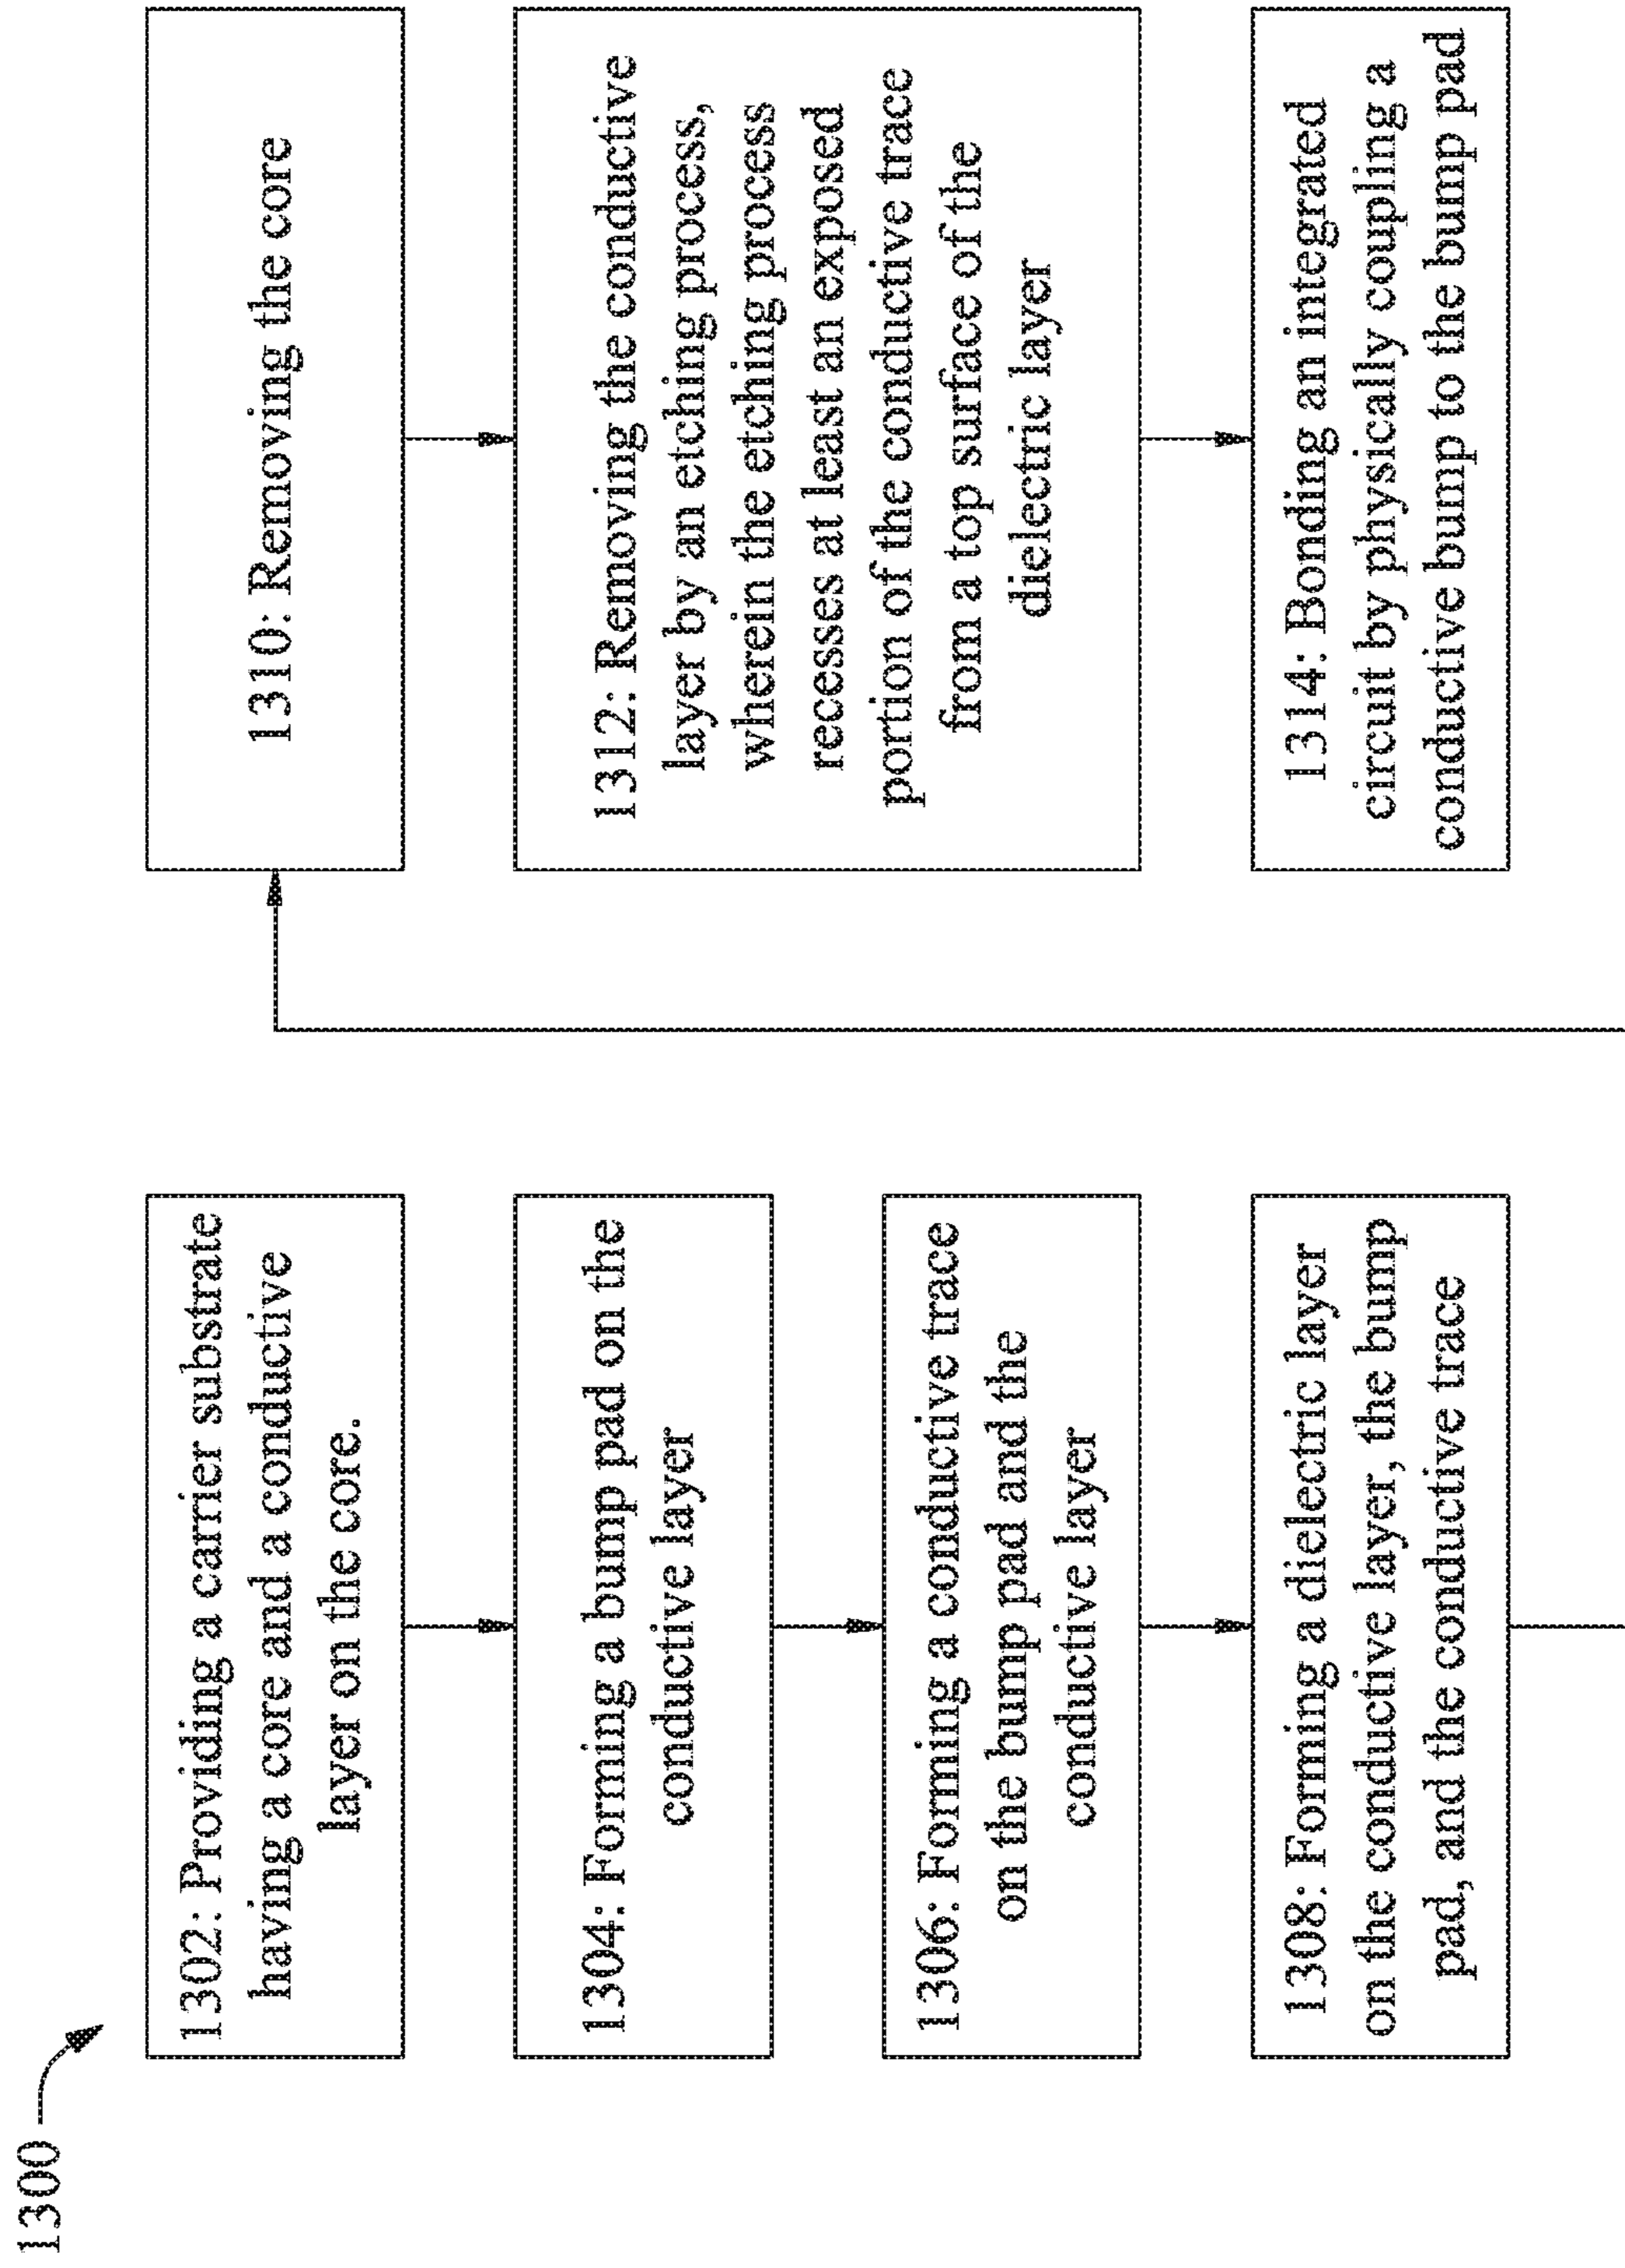 1300
1302: Providing a carrier substrate
having a core and a conductive
layer on the core.
1304: Forming a bump pad on the
conductive layer
1306: Forming a conductive trace
on the bump pad and the
conductive layer
1308: Forming a dielectric layer
on the conductive layer, the bump
pad, and the conductive trace
1310: Removing the core
1312: Removing the conductive
layer by an etching process,
wherein the etching process
recesses at least an exposed
portion of the conductive trace
from a top surface of the
dielectric layer
1314: Bonding an integrated
circuit by physically coupling a
conductive bump to the bump pad